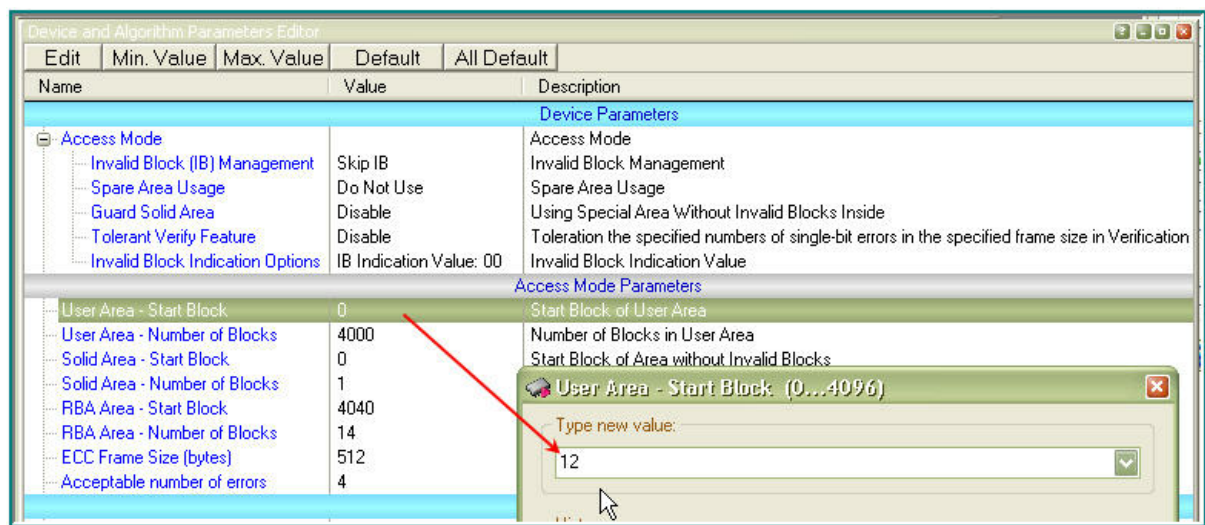 Device and Algorithm Parameters Editor
Edit Min. Value Max. Value Default All Default
Name Value Description
Device Parameters
Access Mode Access Mode
Invalid Block (IB) Management Skip IB Invalid Block Management
Spare Area Usage Do Not Use Spare Area Usage
Guard Solid Area Disable Using Special Area Without Invalid Blocks Inside
Tolerant Verify Feature Disable Toleration the specified numbers of single-bit errors in the specified frame size in Verification
Invalid Block Indication Options IB Indication Value: 00 Invalid Block Indication Value
Access Mode Parameters
User Area - Start Block 0 Start Block of User Area
User Area - Number of Blocks 4000 Number of Blocks in User Area
Solid Area - Start Block 0 Start Block of Area without Invalid Blocks
Solid Area - Number of Blocks 1
RBA Area - Start Block 4040
RBA Area - Number of Blocks 14
ECC Frame Size (bytes) 512
Acceptable number of errors 4
User Area - Start Block (0...4096)
Type new value:
12